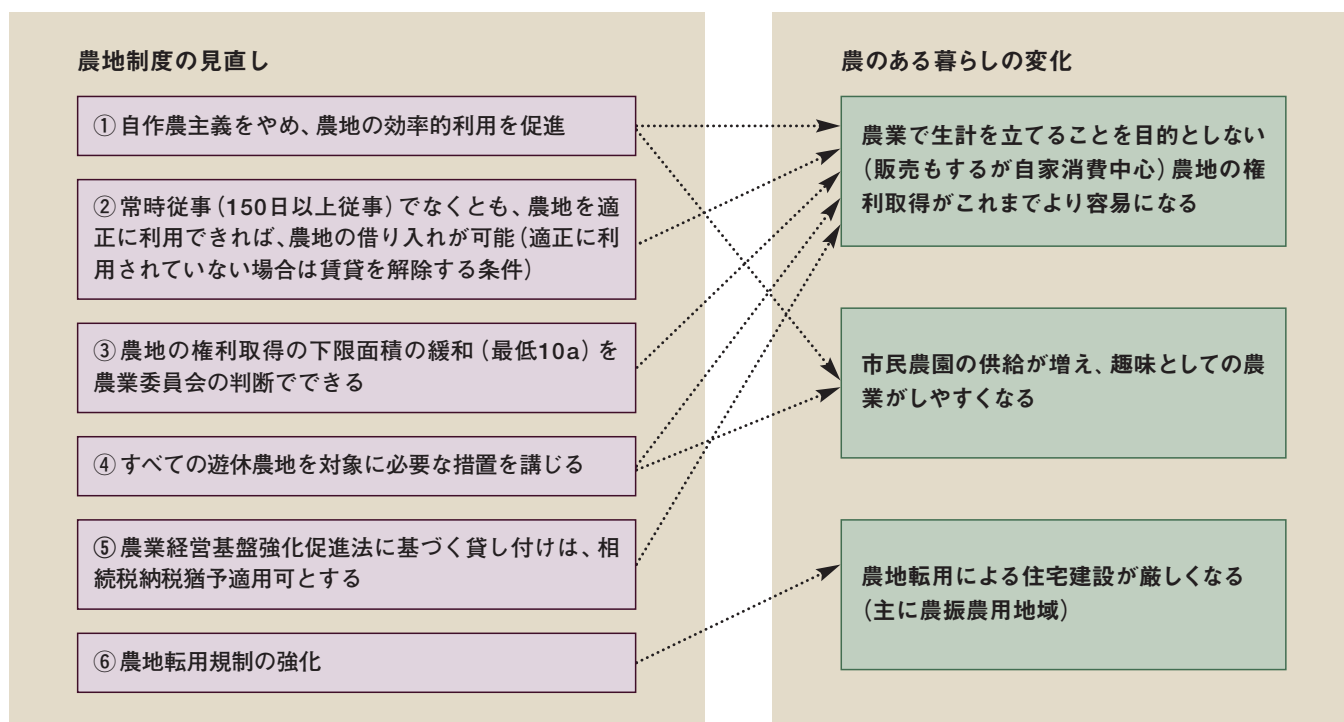 農地制度の見直し
①自作農主義をやめ、農地の効率的利用を促進
②常時従事(150日以上従事)でなくとも、農地を適
正に利用できれば、農地の借り入れが可能(適正に利
用されていない場合は賃貸を解除する条件)
③農地の権利取得の下限面積の緩和(最低10a)を
農業委員会の判断でできる
④すべての遊休農地を対象に必要な措置を講じる
⑤農業経営基盤強化促進法に基づく貸し付けは、相
続税納税猶予適用可とする
⑥農地転用規制の強化
農のある暮らしの変化
農業で生計を立てることを目的としない
(販売もするが自家消費中心)農地の権
利取得がこれまでより容易になる
市民農園の供給が増え、趣味としての農
業がしやすくなる
農地転用による住宅建設が厳しくなる
(主に農振農用地域)